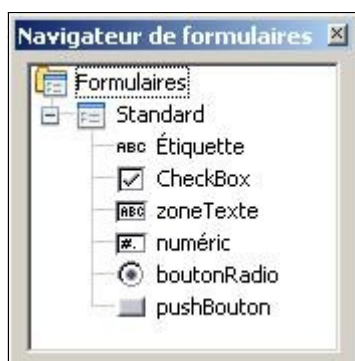 Navigateur de formulaires
Formulaires
Standard
ABC Étiquette
CheckBox
ABC zoneTexte
#. numéric
boutonRadio
pushBouton